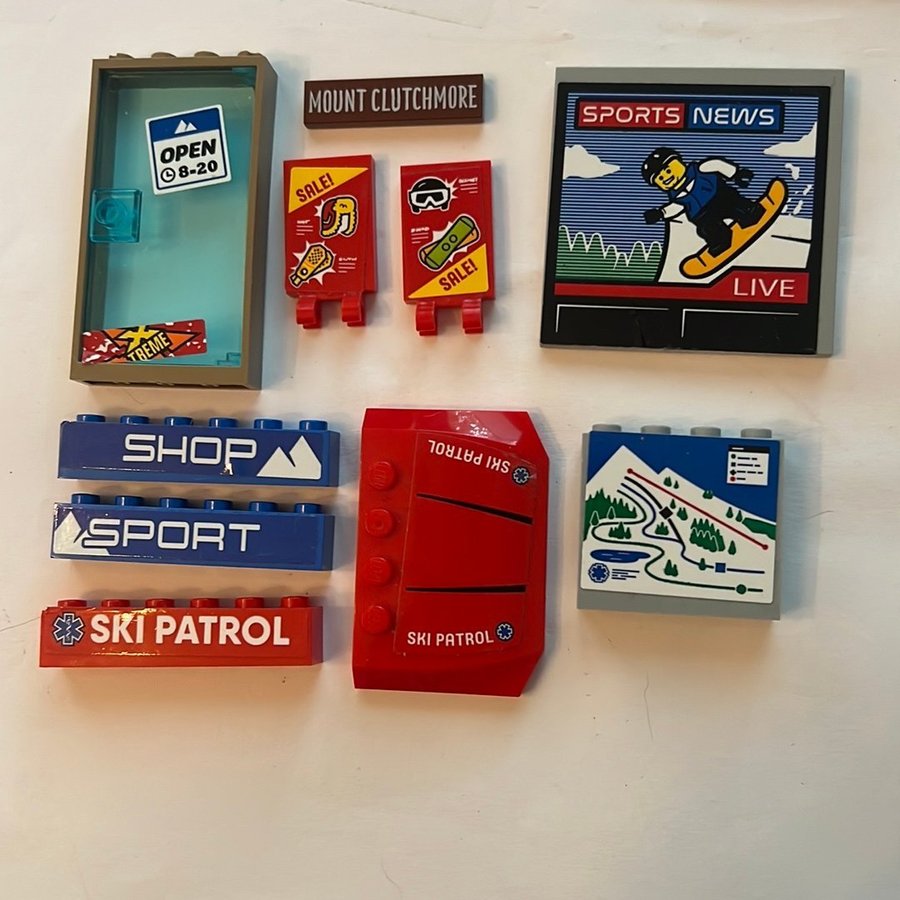 OPEN
8-20
XTREME
MOUNT CLUTCHMORE
SALE!
SALE!
SPORTS NEWS
LIVE
SHOP
SPORT
SKI PATROL
SKI PATROL
SKI PATROL